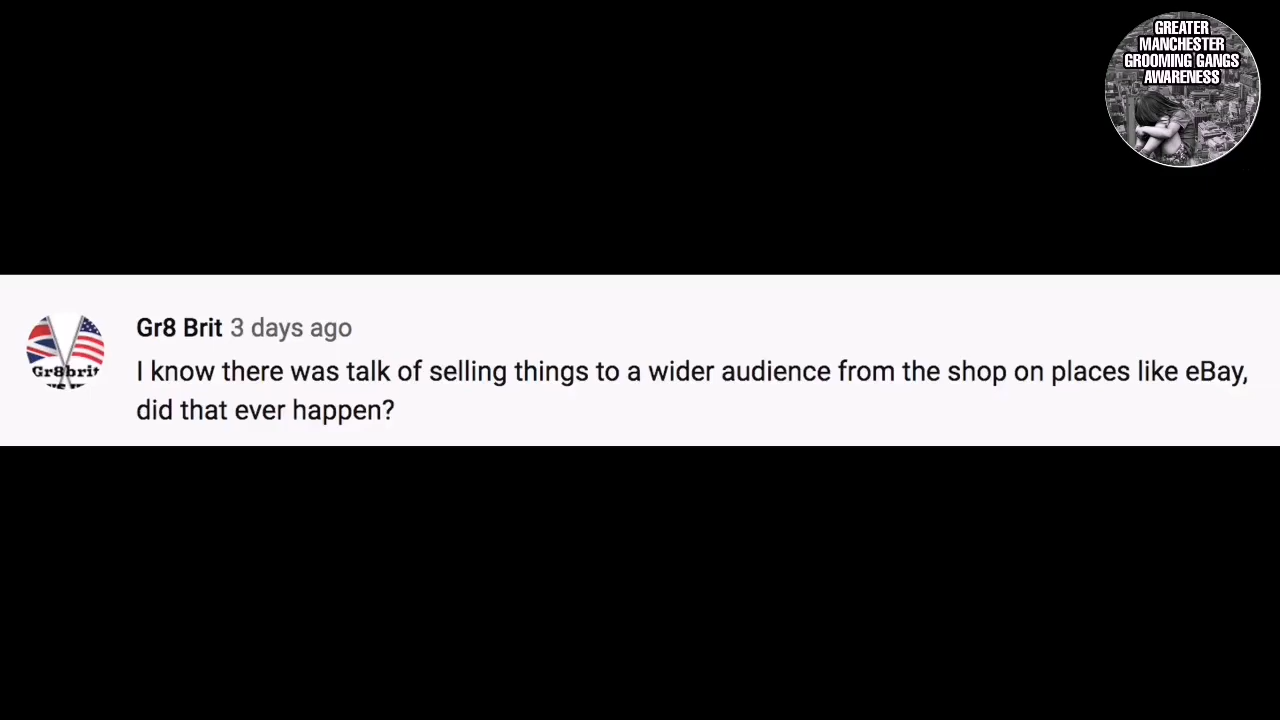 GREATER
MANCHESTER
GROOMING GANGS
AWARENESS
Gr8 Brit 3 days ago
Gr8brit
I know there was talk of selling things to a wider audience from the shop on places like eBay,
did that ever happen?